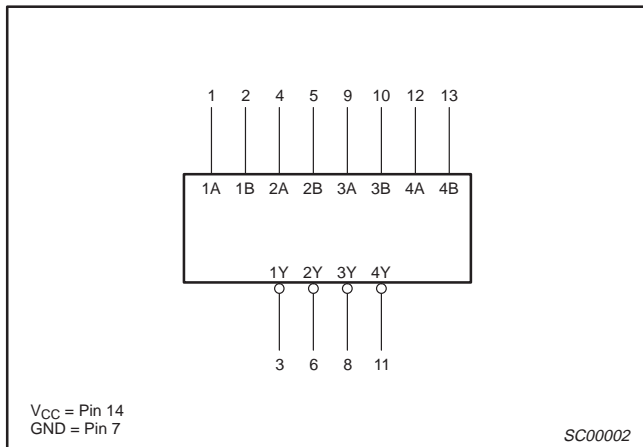 1 2 4 5 9 10 12 13
1A 1B 2A 2B 3A 3B 4A 4B
1Y 2Y 3Y 4Y
3 6 8 11
VCC = Pin 14
GND = Pin 7
SC00002